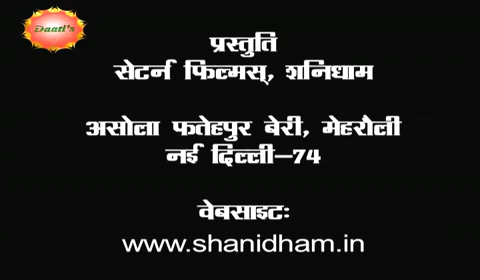 Daati's
प्रस्तुति
सेटर्न फिल्मस्, शनिधाम
असोला फतेहपुर बेरी, मेहरौली
नई दिल्ली–74
वेबसाइटः
www.shanidham.in